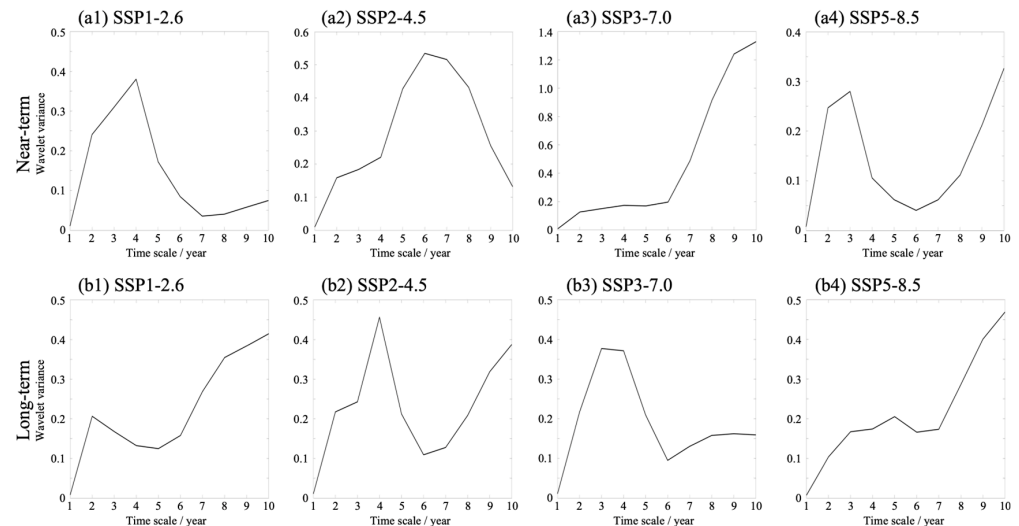 (a1) SSP1-2.6
(a2) SSP2-4.5
(a3) SSP3-7.0
(a4) SSP5-8.5
Near-term
Wavelet variance
0.5
0.4
0.3
0.2
0.1
0
1 2 3 4 5 6 7 8 9 10
Time scale / year
0.6
0.5
0.4
0.3
0.2
0.1
0
1 2 3 4 5 6 7 8 9 10
Time scale / year
1.4
1.2
1.0
0.8
0.6
0.4
0.2
0
1 2 3 4 5 6 7 8 9 10
Time scale / year
0.4
0.3
0.2
0.1
0
1 2 3 4 5 6 7 8 9 10
Time scale / year
(b1) SSP1-2.6
(b2) SSP2-4.5
(b3) SSP3-7.0
(b4) SSP5-8.5
Long-term
Wavelet variance
0.5
0.4
0.3
0.2
0.1
0
1 2 3 4 5 6 7 8 9 10
Time scale / year
0.5
0.4
0.3
0.2
0.1
0
1 2 3 4 5 6 7 8 9 10
Time scale / year
0.5
0.4
0.3
0.2
0.1
0
1 2 3 4 5 6 7 8 9 10
Time scale / year
0.5
0.4
0.3
0.2
0.1
0
1 2 3 4 5 6 7 8 9 10
Time scale / year